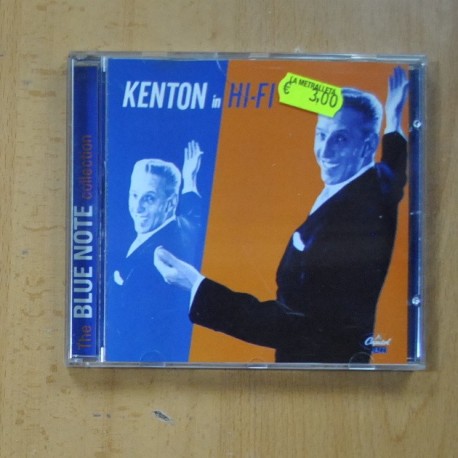 KENTON in HI-FI
LA METRALLETA
€ 3,00
The BLUE NOTE collection
Capitol